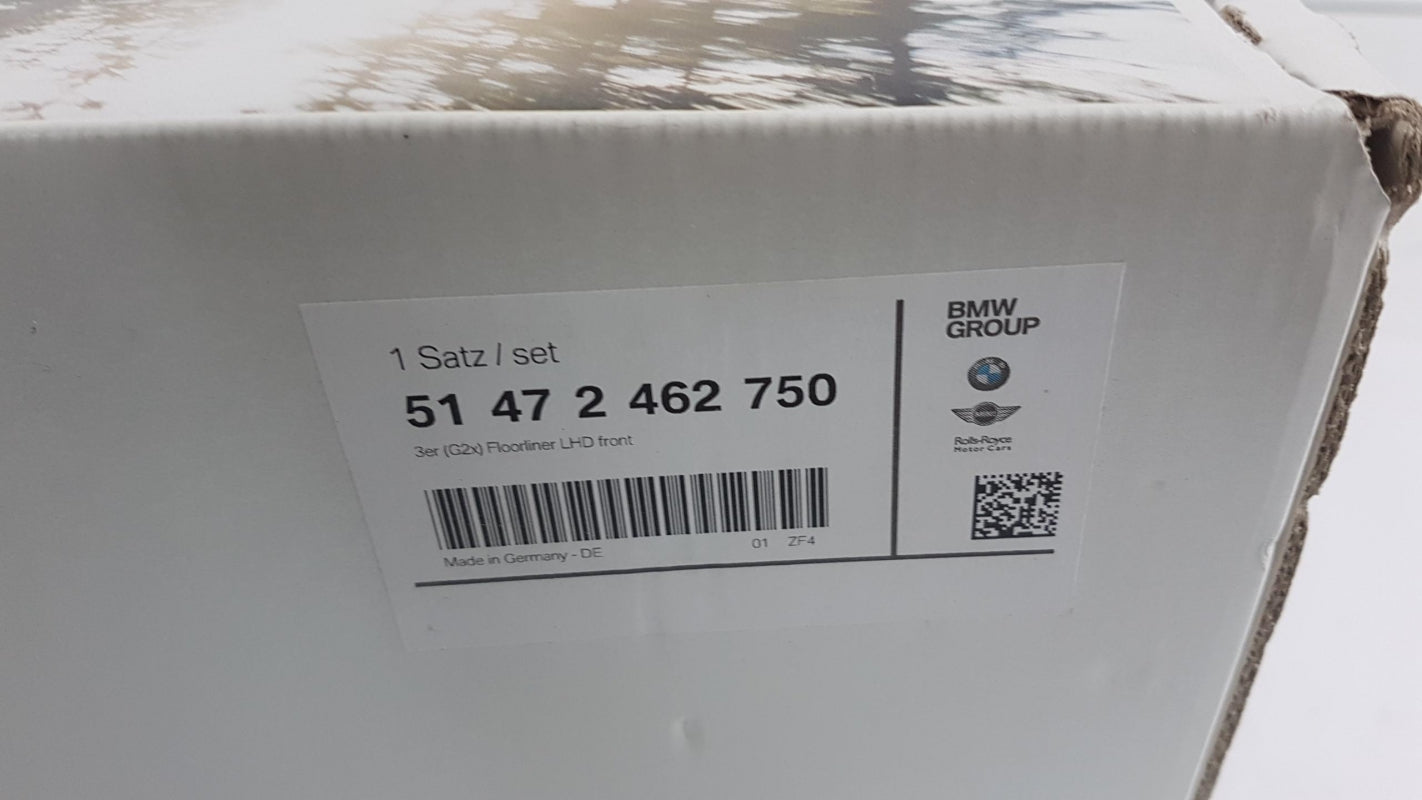 1 Satz / set
51 47 2 462 750
3er (G2x) Floorliner LHD front
Made in Germany - DE
01 ZF4
BMW
GROUP
MINI
Rolls-Royce
Motor Cars